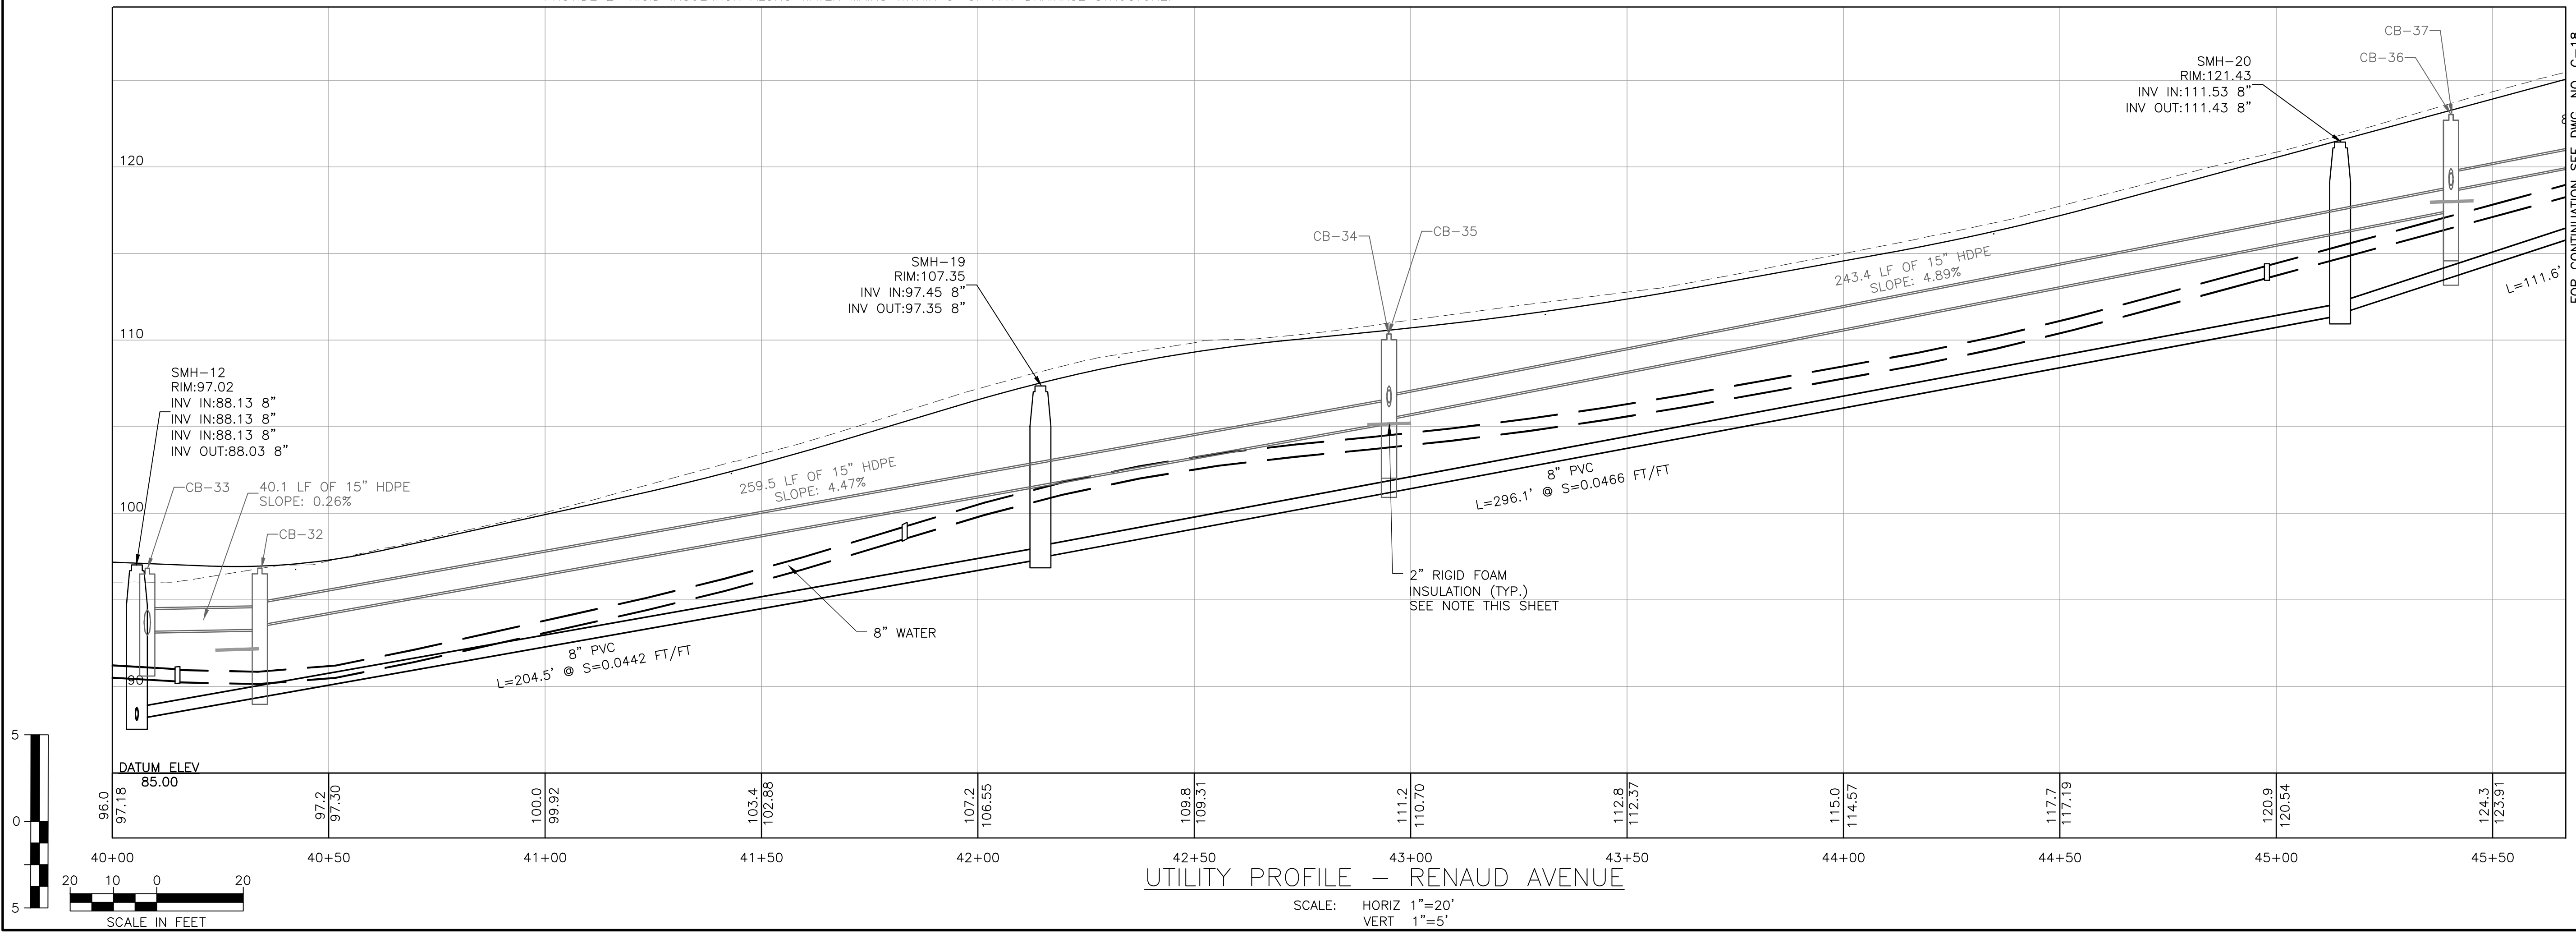 CB-37
CB-36
SMH-20
RIM:121.43
INV IN:111.53 8"
INV OUT:111.43 8"
FOR CONTINUATION SEE DWG. NO. C-18
120
CB-34
CB-35
243.4 LF OF 15" HDPE
SLOPE: 4.89%
L=111.6'
SMH-19
RIM:107.35
INV IN:97.45 8"
INV OUT:97.35 8"
110
SMH-12
RIM:97.02
INV IN:88.13 8"
INV IN:88.13 8"
INV IN:88.13 8"
INV OUT:88.03 8"
CB-33
40.1 LF OF 15" HDPE
SLOPE: 0.26%
100
CB-32
259.5 LF OF 15" HDPE
SLOPE: 4.47%
8" PVC
L=296.1' @ S=0.0466 FT/FT
2" RIGID FOAM
INSULATION (TYP.)
SEE NOTE THIS SHEET
8" WATER
8" PVC
L=204.5' @ S=0.0442 FT/FT
90
DATUM ELEV
85.00
96.0
97.18
97.2
97.30
100.0
99.92
103.4
102.88
107.2
106.55
109.8
109.31
111.2
110.70
112.8
112.37
115.0
114.57
117.7
117.19
120.9
120.54
124.3
123.91
40+00
40+50
41+00
41+50
42+00
42+50
43+00
43+50
44+00
44+50
45+00
45+50
5
0
5
20 10 0 20
SCALE IN FEET
UTILITY PROFILE - RENAUD AVENUE
SCALE: HORIZ 1"=20'
VERT 1"=5'